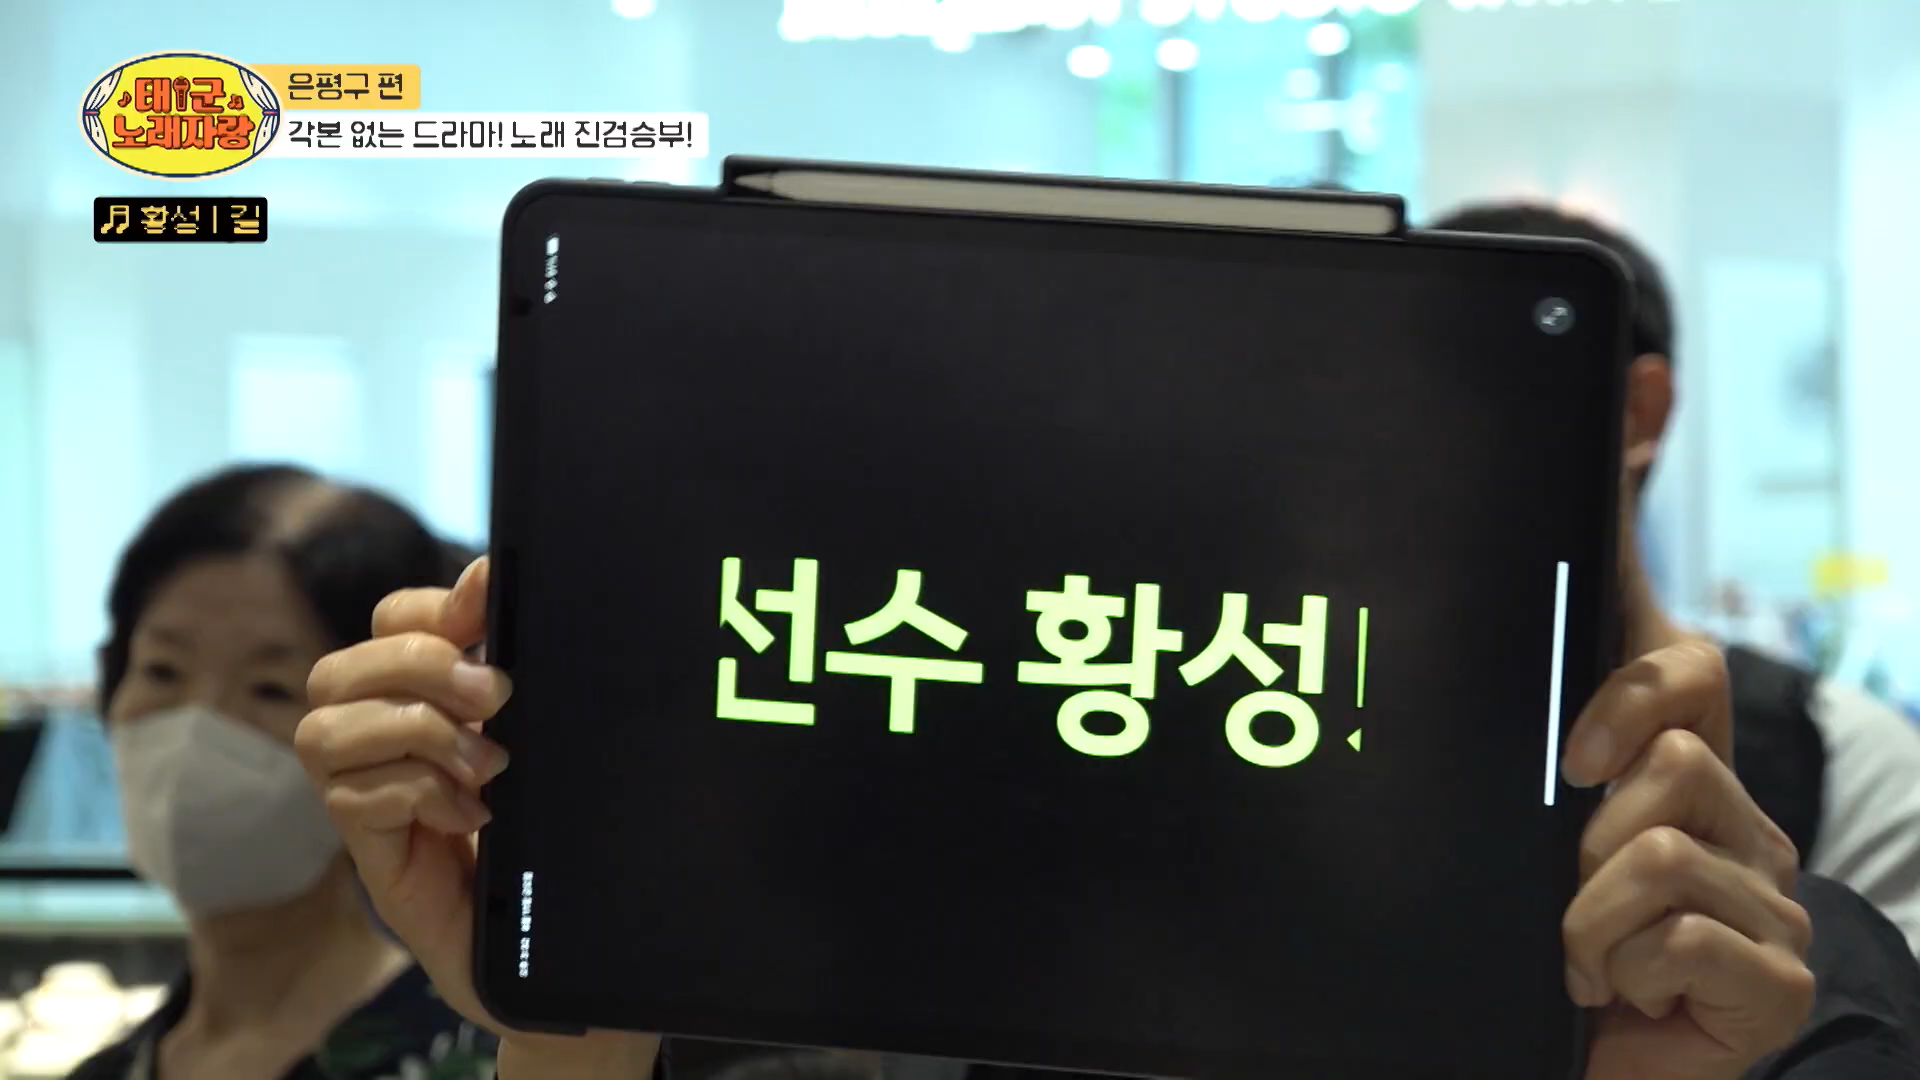 태군
노래자랑
은평구 편
각본 없는 드라마! 노래 진검승부!
황성 | 길
선수 황성!